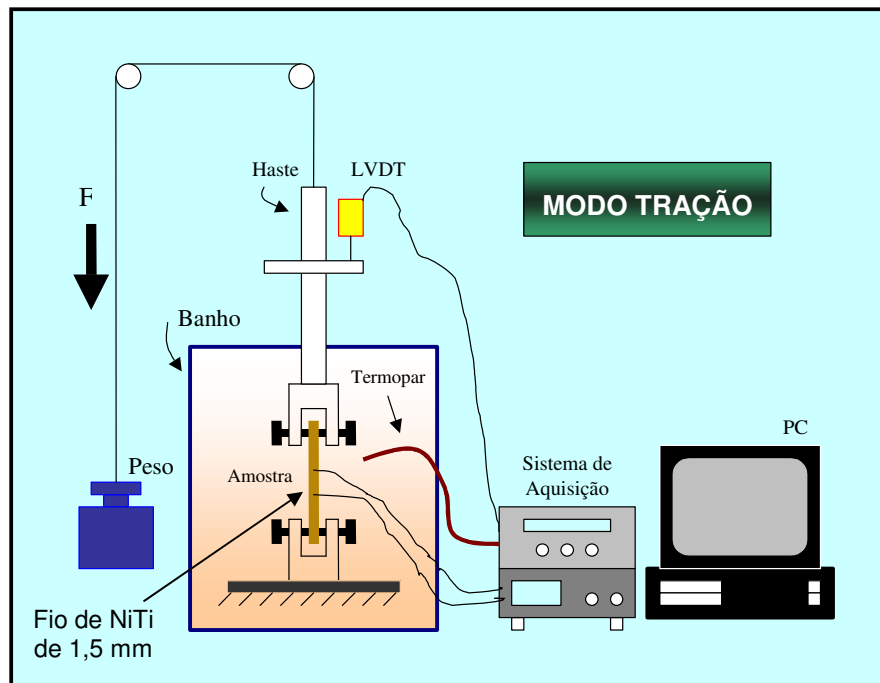 Haste
LVDT
MODO TRAÇÃO
F
Banho
Termopar
PC
Peso
Amostra
Sistema de
Aquisição
Fio de NiTi
de 1,5 mm